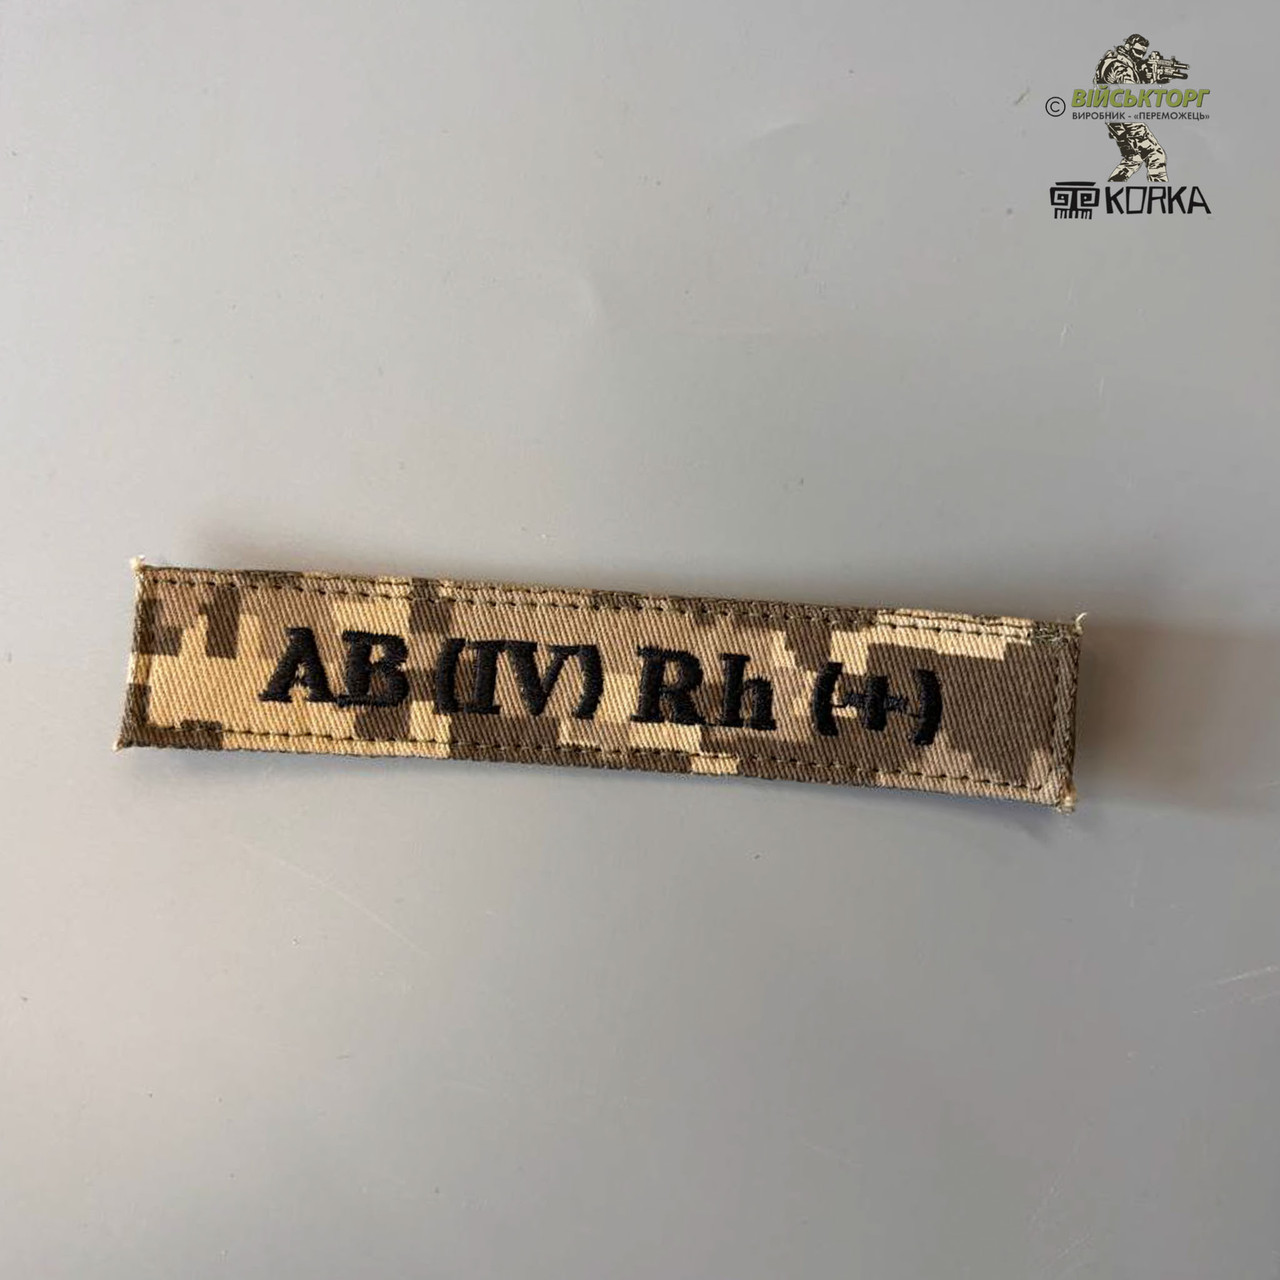 © ВІЙСЬКТОРГ
ВИРОБНИК - «ПЕРЕМОЖЕЦЬ»
KORKA
AB (IV) Rh (+)